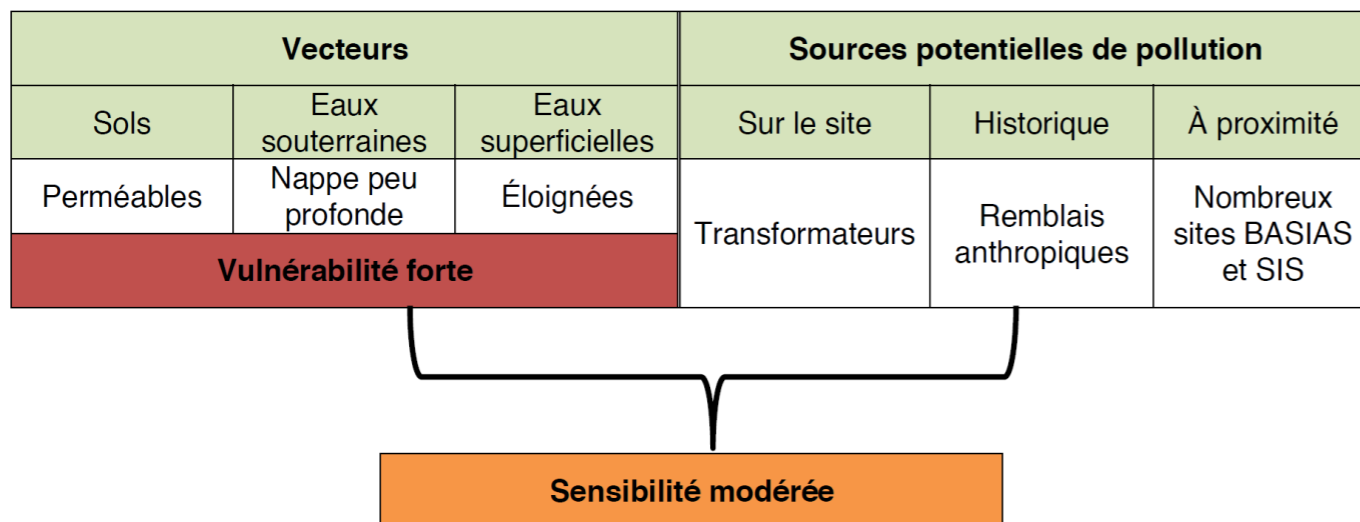 Vecteurs
Sources potentielles de pollution
Sols
Eaux
souterraines
Eaux
superficielles
Sur le site
Historique
À proximité
Perméables
Nappe peu
profonde
Éloignées
Transformateurs
Remblais
anthropiques
Nombreux
sites BASIAS
et SIS
Vulnérabilité forte
Sensibilité modérée